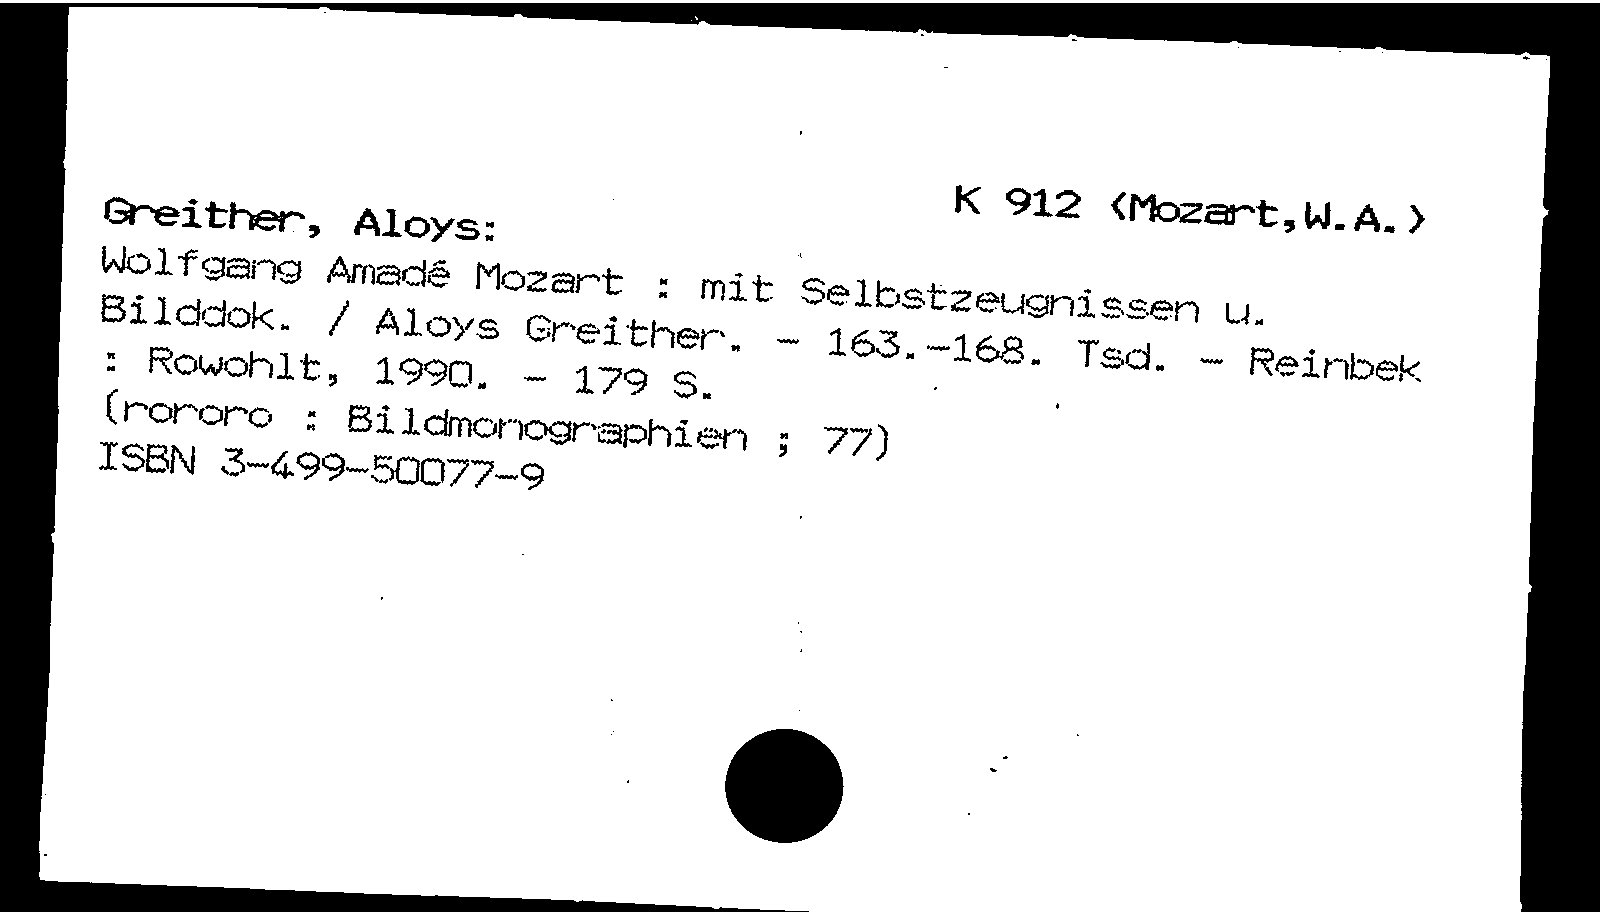 K 912 <Mozart,W.A.>
Greither, Aloys:
Wolfgang Amadé Mozart : mit Selbstzeugnissen u.
Bilddok. / Aloys Greither. - 163.-168. Tsd. - Reinbek
: Rowohlt, 1990. - 179 S.
(rororo : Bildmonographien ; 77)
ISBN 3-499-50077-9